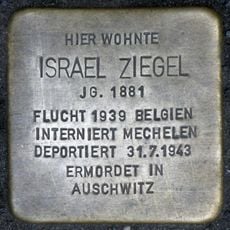 HIER WOHNTE
ISRAEL ZIEGEL
JG. 1881
FLUCHT 1939 BELGIEN
INTERNIERT MECHELEN
DEPORTIERT 31.7.1943
ERMORDET IN
AUSCHWITZ